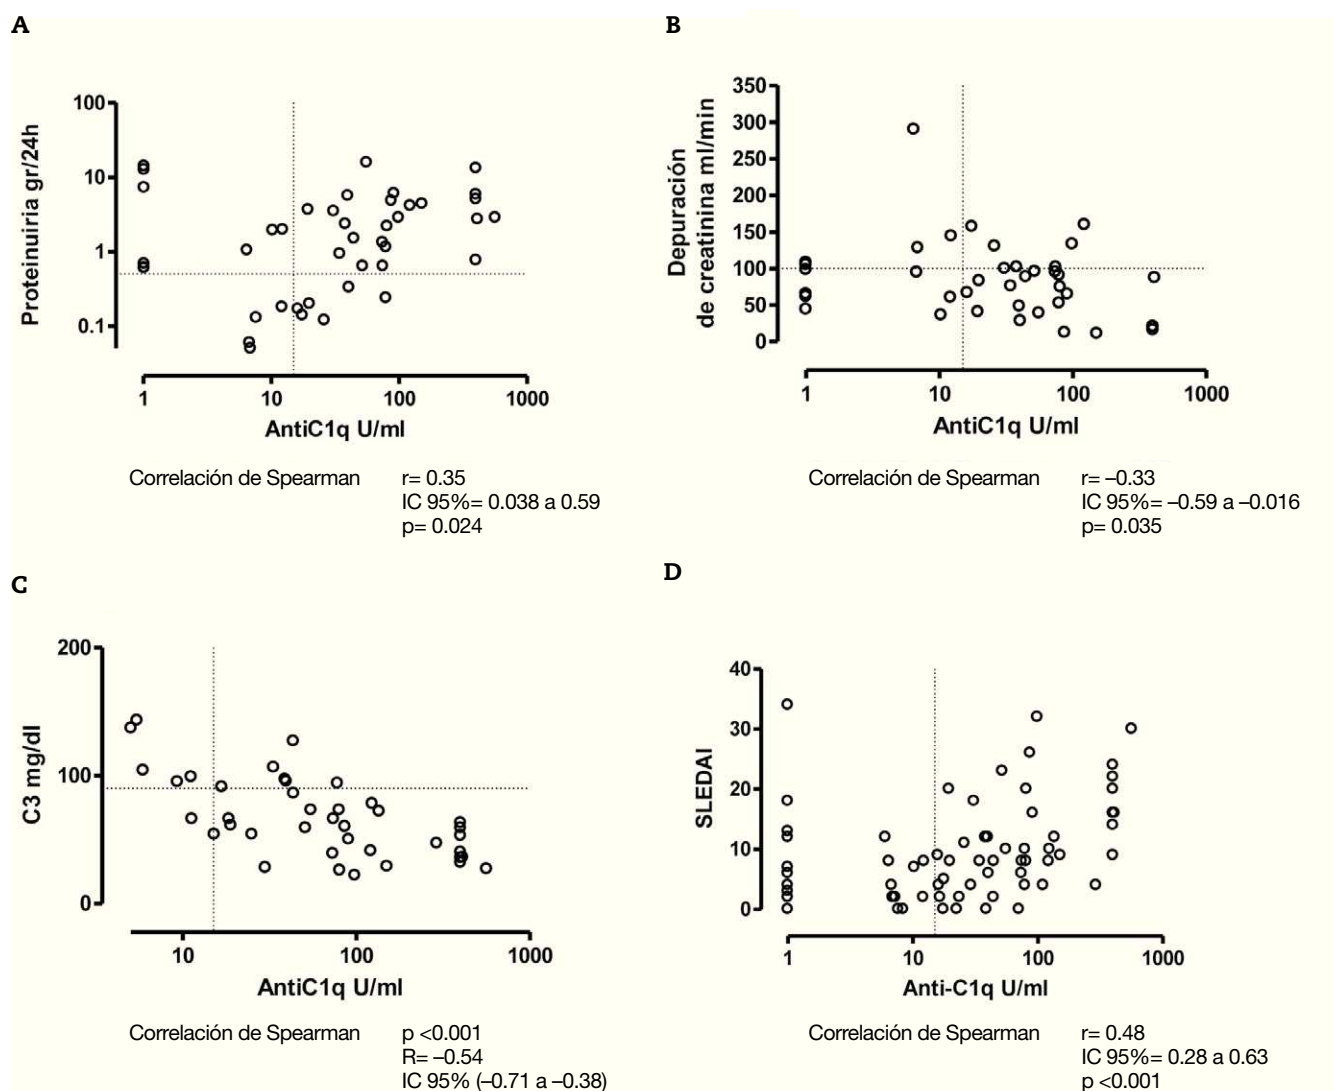 A
100
10
1
0.1
Proteinuiria gr/24h
1 10 100 1000
AntiC1q U/ml
Correlación de Spearman r= 0.35
IC 95%= 0.038 a 0.59
p= 0.024
B
350
300
250
200
150
100
50
0
Depuración
de creatinina ml/min
1 10 100 1000
AntiC1q U/ml
Correlación de Spearman r= –0.33
IC 95%= –0.59 a –0.016
p= 0.035
C
200
100
0
C3 mg/dl
10 100 1000
AntiC1q U/ml
Correlación de Spearman p <0.001
R= –0.54
IC 95% (–0.71 a –0.38)
D
40
30
20
10
0
SLEDAI
1 10 100 1000
Anti-C1q U/ml
Correlación de Spearman r= 0.48
IC 95%= 0.28 a 0.63
p <0.001